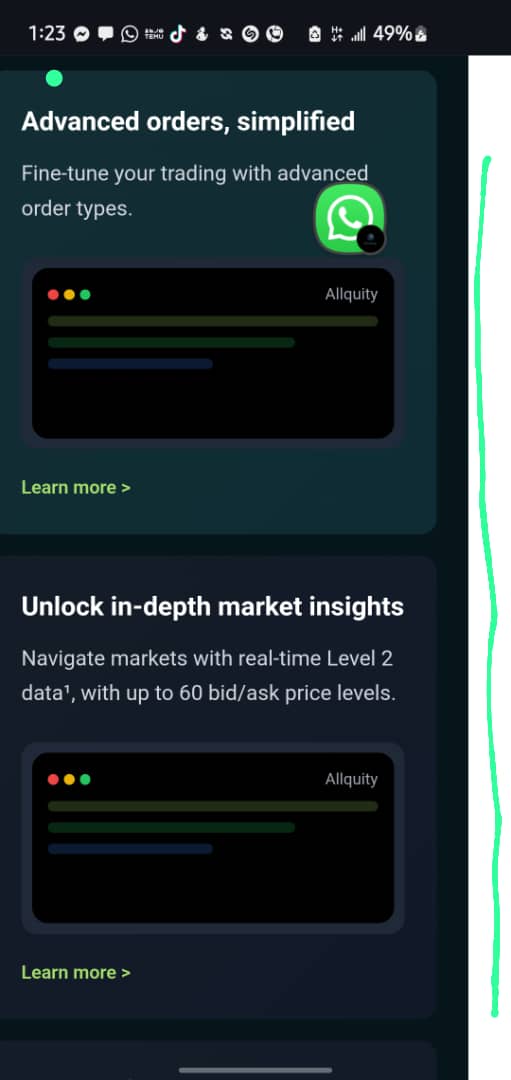 1:23 49%
Advanced orders, simplified
Fine-tune your trading with advanced
order types.
Allquity
Learn more >
Unlock in-depth market insights
Navigate markets with real-time Level 2
data¹, with up to 60 bid/ask price levels.
Allquity
Learn more >